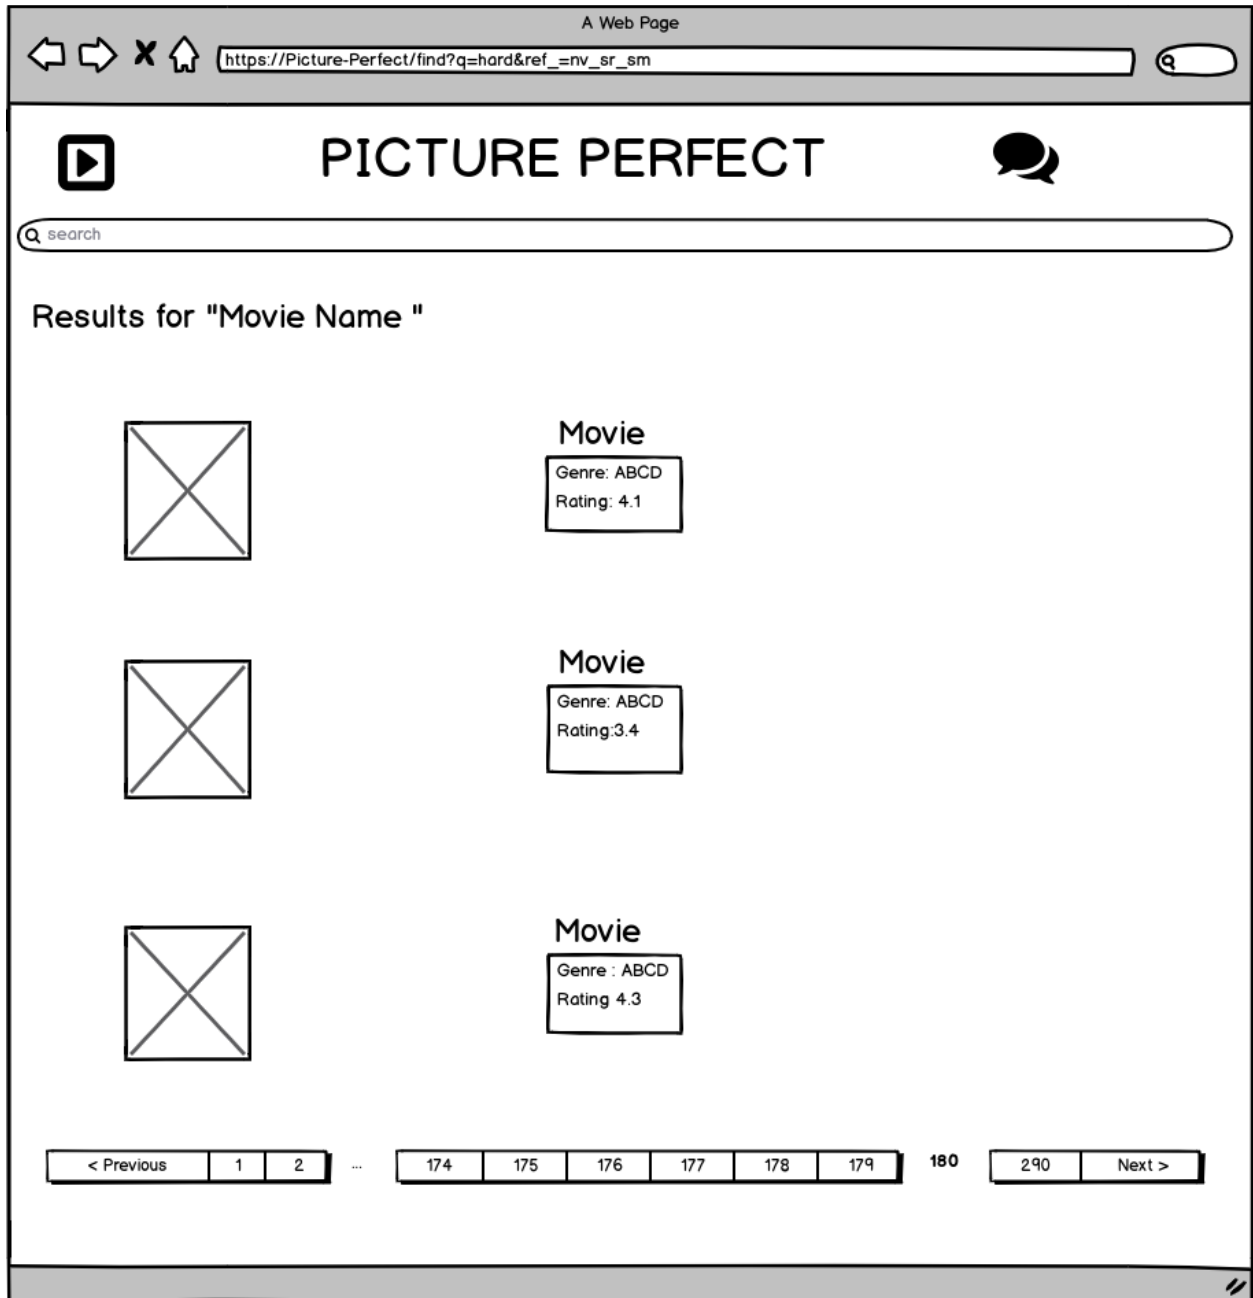 A Web Page
https://Picture-Perfect/find?q=hard&ref_=nv_sr_sm
PICTURE PERFECT
search
Results for "Movie Name "
Movie
Genre: ABCD
Rating: 4.1
Movie
Genre: ABCD
Rating:3.4
Movie
Genre : ABCD
Rating 4.3
< Previous 1 2 ... 174 175 176 177 178 179 180 290 Next >